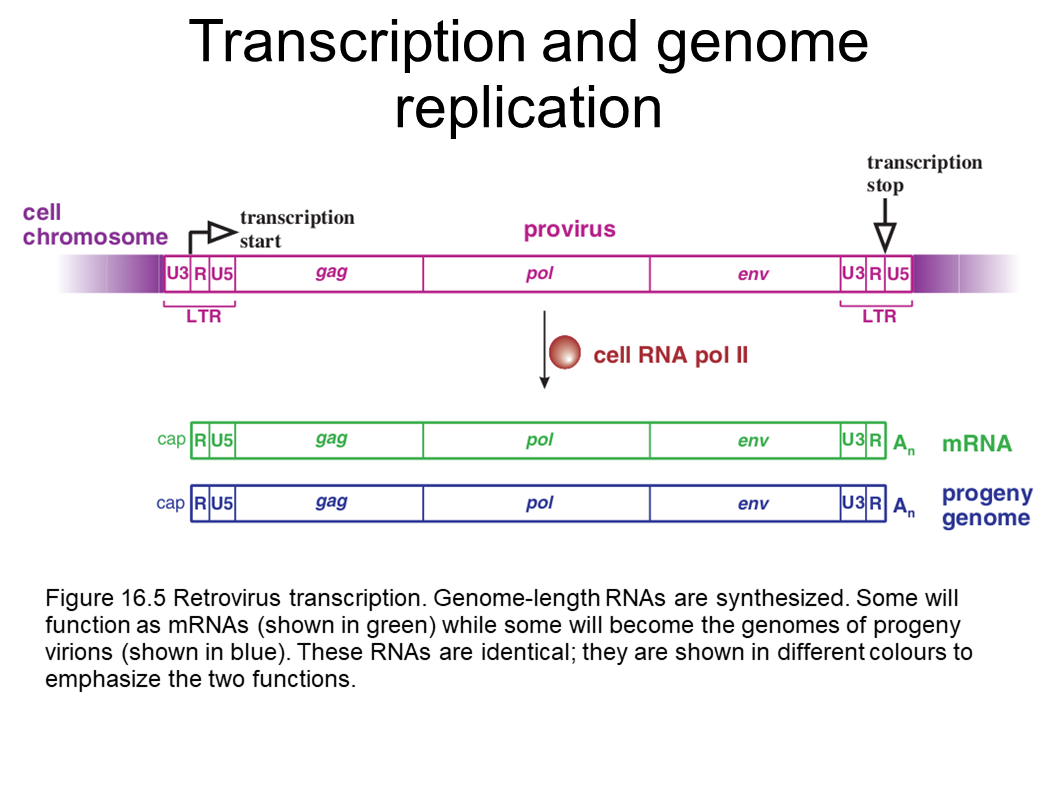 Transcription and genome
replication
transcription
stop
cell
chromosome
transcription
start
provirus
U3 R U5 gag pol env U3 R U5
LTR LTR
cell RNA pol II
cap R U5 gag pol env U3 R An mRNA
cap R U5 gag pol env U3 R An progeny
genome
Figure 16.5 Retrovirus transcription. Genome-length RNAs are synthesized. Some will
function as mRNAs (shown in green) while some will become the genomes of progeny
virions (shown in blue). These RNAs are identical; they are shown in different colours to
emphasize the two functions.